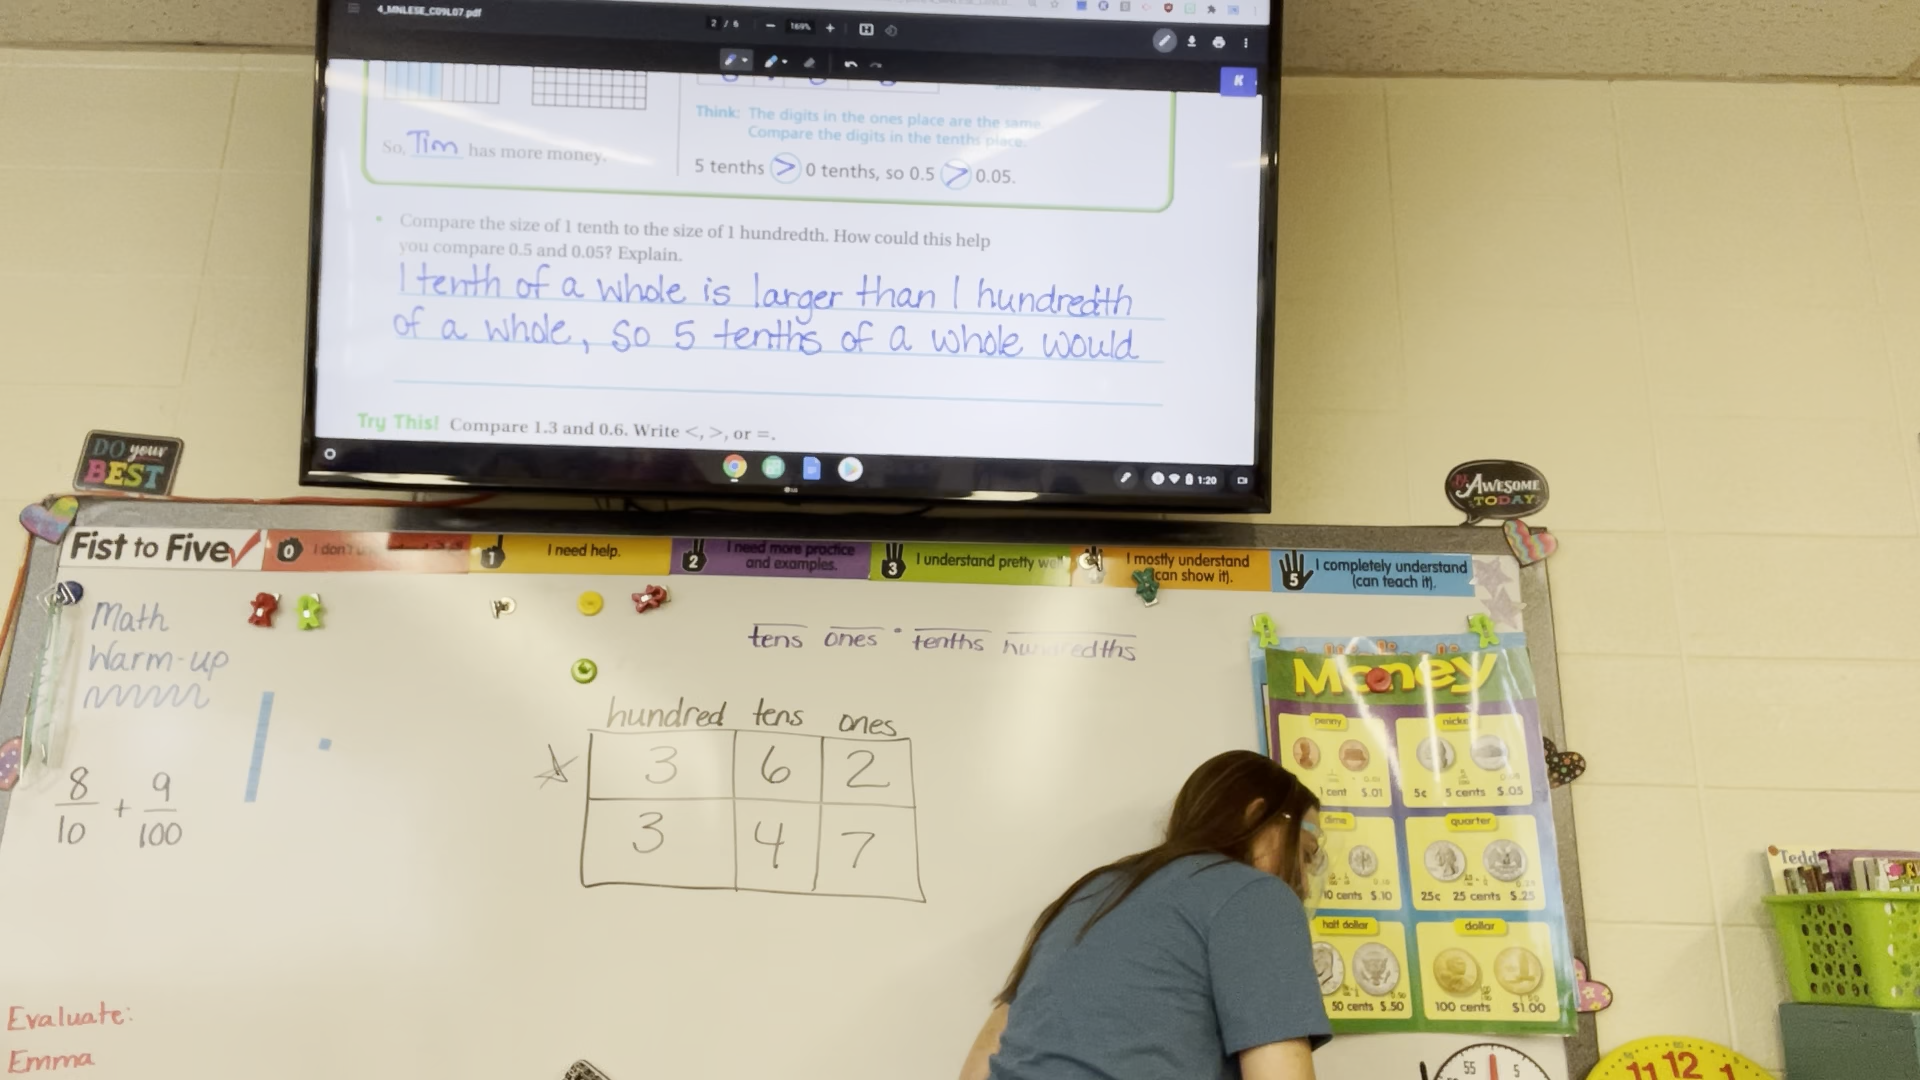 4_MNLESE_C09L07.pdf
2 / 6
169%
K
Think: The digits in the ones place are the same.
Compare the digits in the tenths place.
So, Tim has more money.
5 tenths > 0 tenths, so 0.5 > 0.05.
• Compare the size of 1 tenth to the size of 1 hundredth. How could this help
you compare 0.5 and 0.05? Explain.
1 tenth of a whole is larger than 1 hundredth
of a whole, so 5 tenths of a whole would
Try This! Compare 1.3 and 0.6. Write <, >, or =.
1:20
LG
DO your
BEST
AWESOME
TODAY
Fist to Five
0 I don't
1 I need help.
2 I need more practice
and examples.
3 I understand pretty
I mostly understand
(can show it).
5 I completely understand
(can teach it).
Math
Warm-up
8/10 + 9/100
tens ones . tenths hundredths
hundred tens ones
3 6 2
3 4 7
Evaluate:
Emma
Money
penny
1 cent $.01
5¢ 5 cents $.05
dime
10 cents $.10
quarter
25¢ 25 cents $.25
half dollar
50 cents $.50
dollar
100 cents $1.00
Tedd
55 5
11 12 1